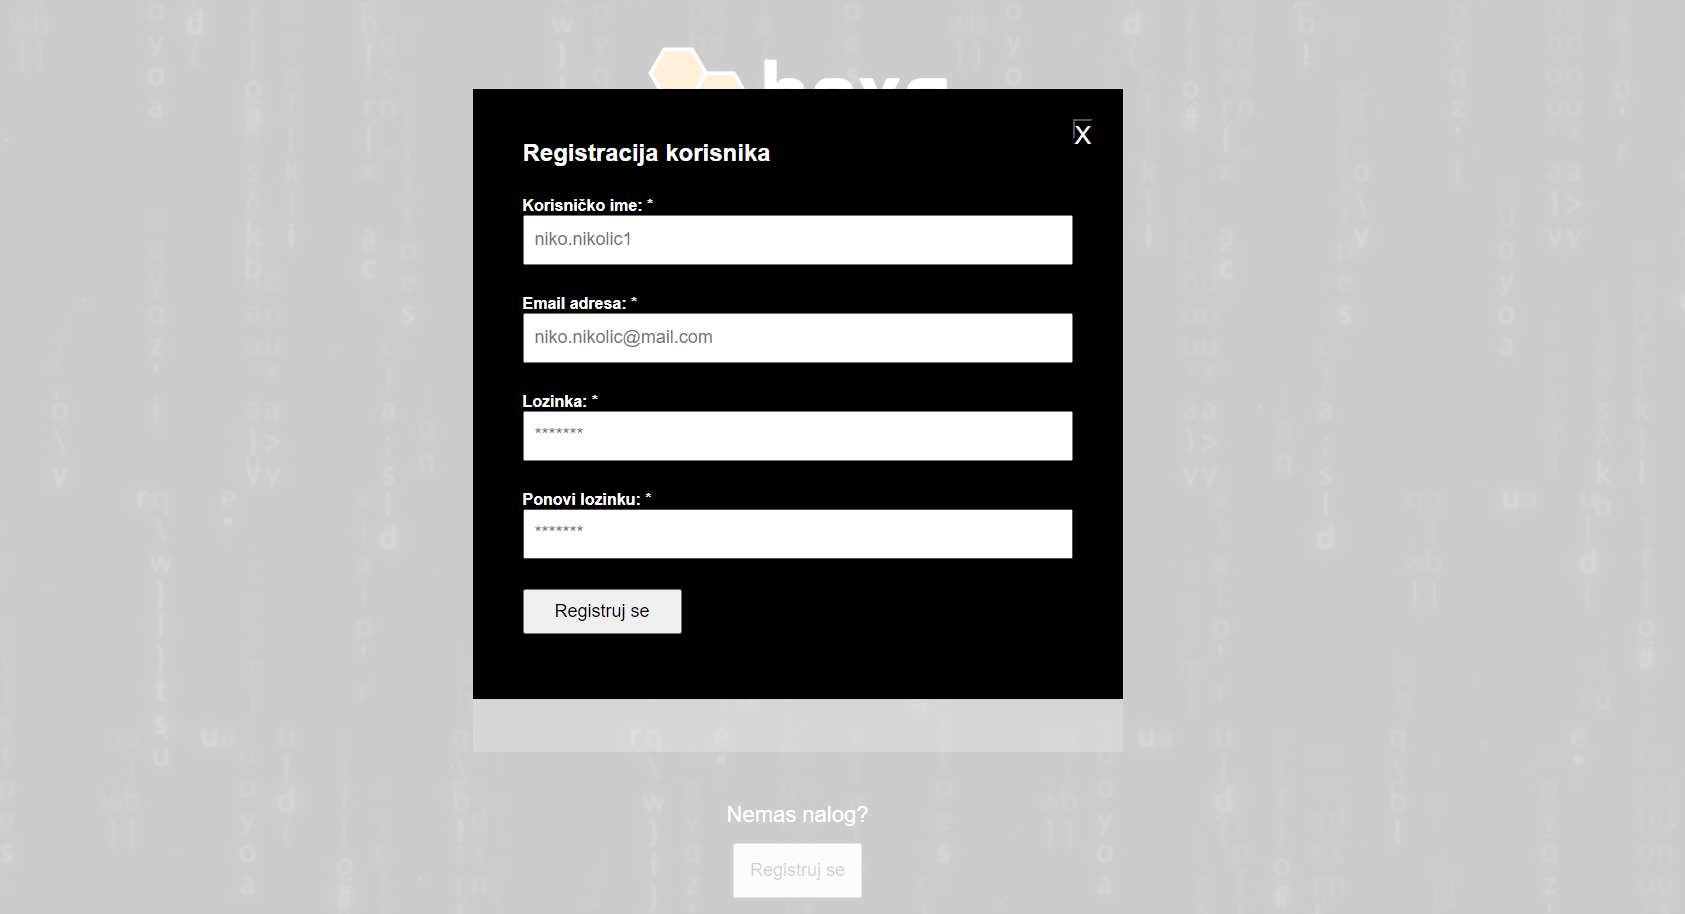 X
Registracija korisnika
Korisničko ime: *
niko.nikolic1
Email adresa: *
niko.nikolic@mail.com
Lozinka: *
*******
Ponovi lozinku: *
*******
Registruj se
Nemas nalog?
Registruj se